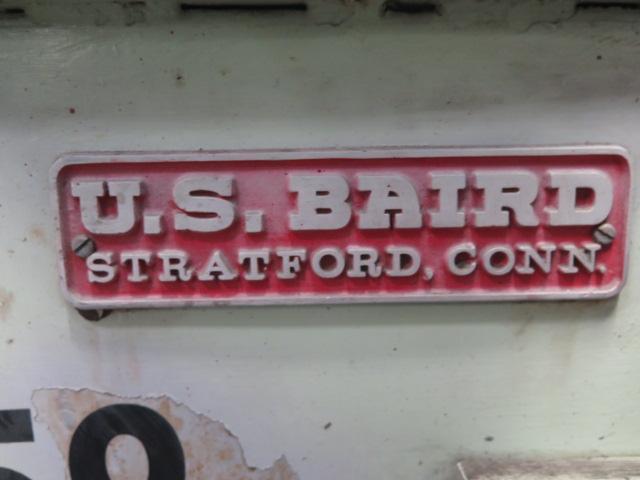 U.S. BAIRD
STRATFORD, CONN.